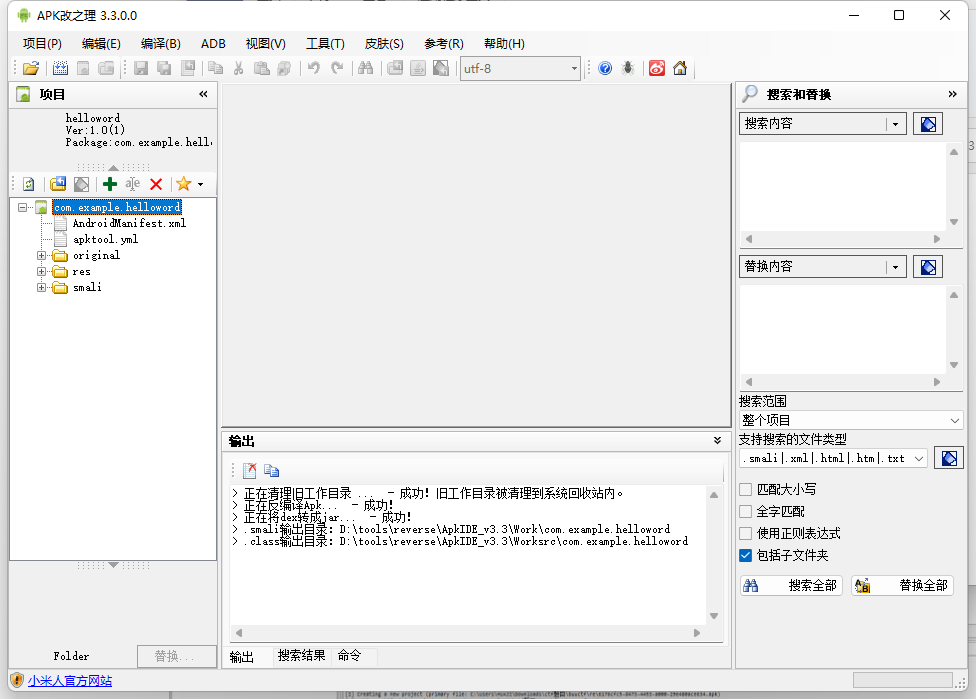 APK改之理 3.3.0.0
项目(P) 编辑(E) 编译(B) ADB 视图(V) 工具(T) 皮肤(S) 参考(R) 帮助(H)
utf-8
项目
helloword
Ver:1.0(1)
Package:com.example.hell
com.example.helloword
AndroidManifest.xml
apktool.yml
original
res
smali
Folder
替换...
小米人官方网站
输出
> 正在清理旧工作目录 ... - 成功! 旧工作目录被清理到系统回收站内。
> 正在反编译Apk... - 成功!
> 正在将dex转成jar... - 成功!
> .smali输出目录: D:\tools\reverse\ApkIDE_v3.3\Work\com.example.helloword
> .class输出目录: D:\tools\reverse\ApkIDE_v3.3\Worksrc\com.example.helloword
输出 搜索结果 命令
搜索和替换
搜索内容
替换内容
搜索范围
整个项目
支持搜索的文件类型
.smali|.xml|.html|.htm|.txt
匹配大小写
全字匹配
使用正则表达式
包括子文件夹
搜索全部 替换全部